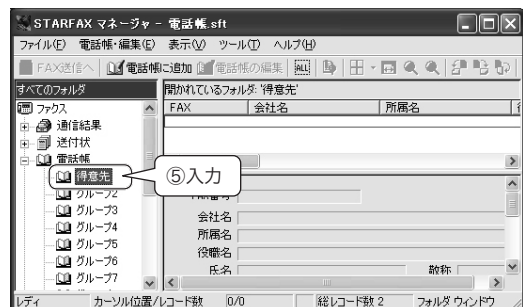 STARFAX マネージャ - 電話帳.sft
ファイル(F) 電話帳・編集(E) 表示(V) ツール(T) ヘルプ(H)
FAX送信へ 電話帳に追加 電話帳の編集 ALL
すべてのフォルダ 開かれているフォルダ: '得意先'
ファクス FAX 会社名 所属名
通信結果
送付状
電話帳
得意先 ⑤入力
グループ2
グループ3 会社名
グループ4 所属名
グループ5 役職名
グループ6 氏名 敬称
グループ7
レディ カーソル位置/レコード数 0/0 総レコード数 2 フォルダ ウィンドウ